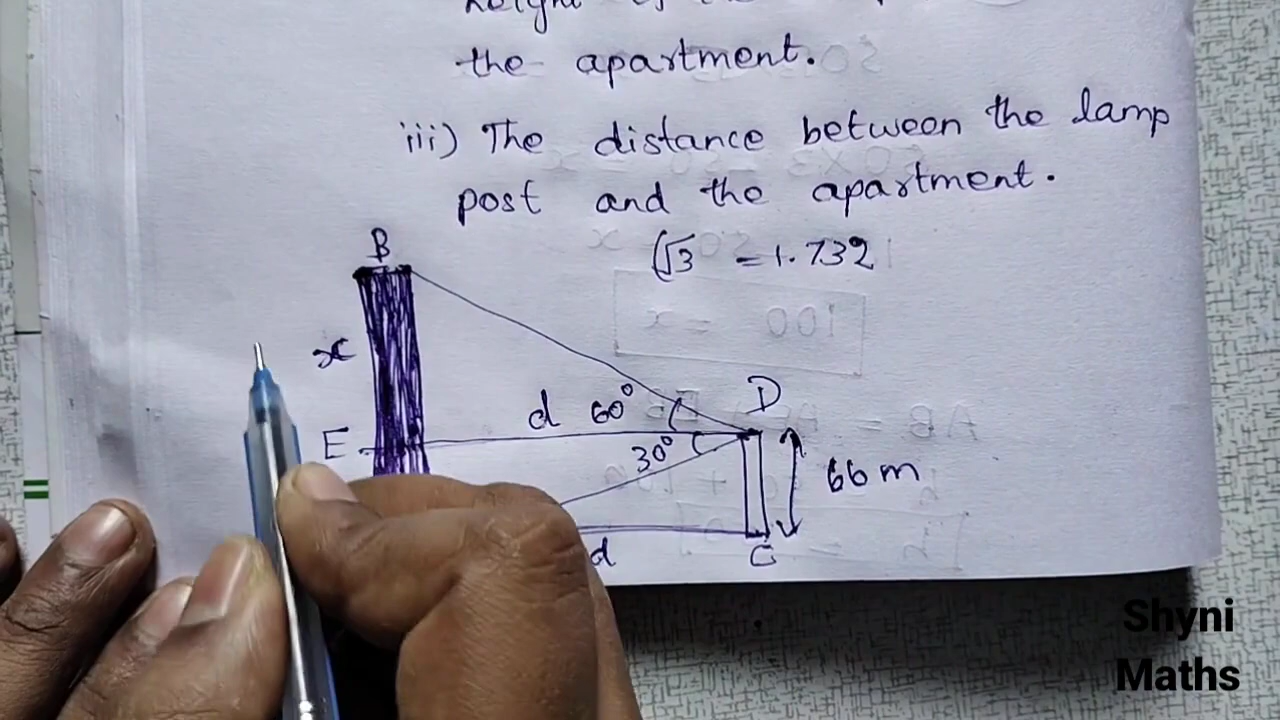 height
the apartment.
iii) The distance between the lamp
post and the apartment.
(√3 = 1.732
B
x
D
d 60°
E
30°
66 m
d
C
Shyni
Maths